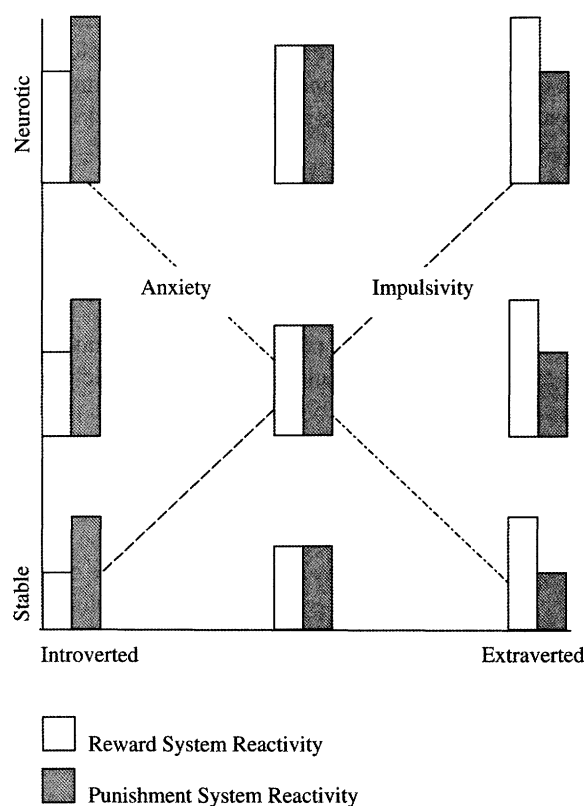 Neurotic
Anxiety
Impulsivity
Stable
Introverted
Extraverted
Reward System Reactivity
Punishment System Reactivity